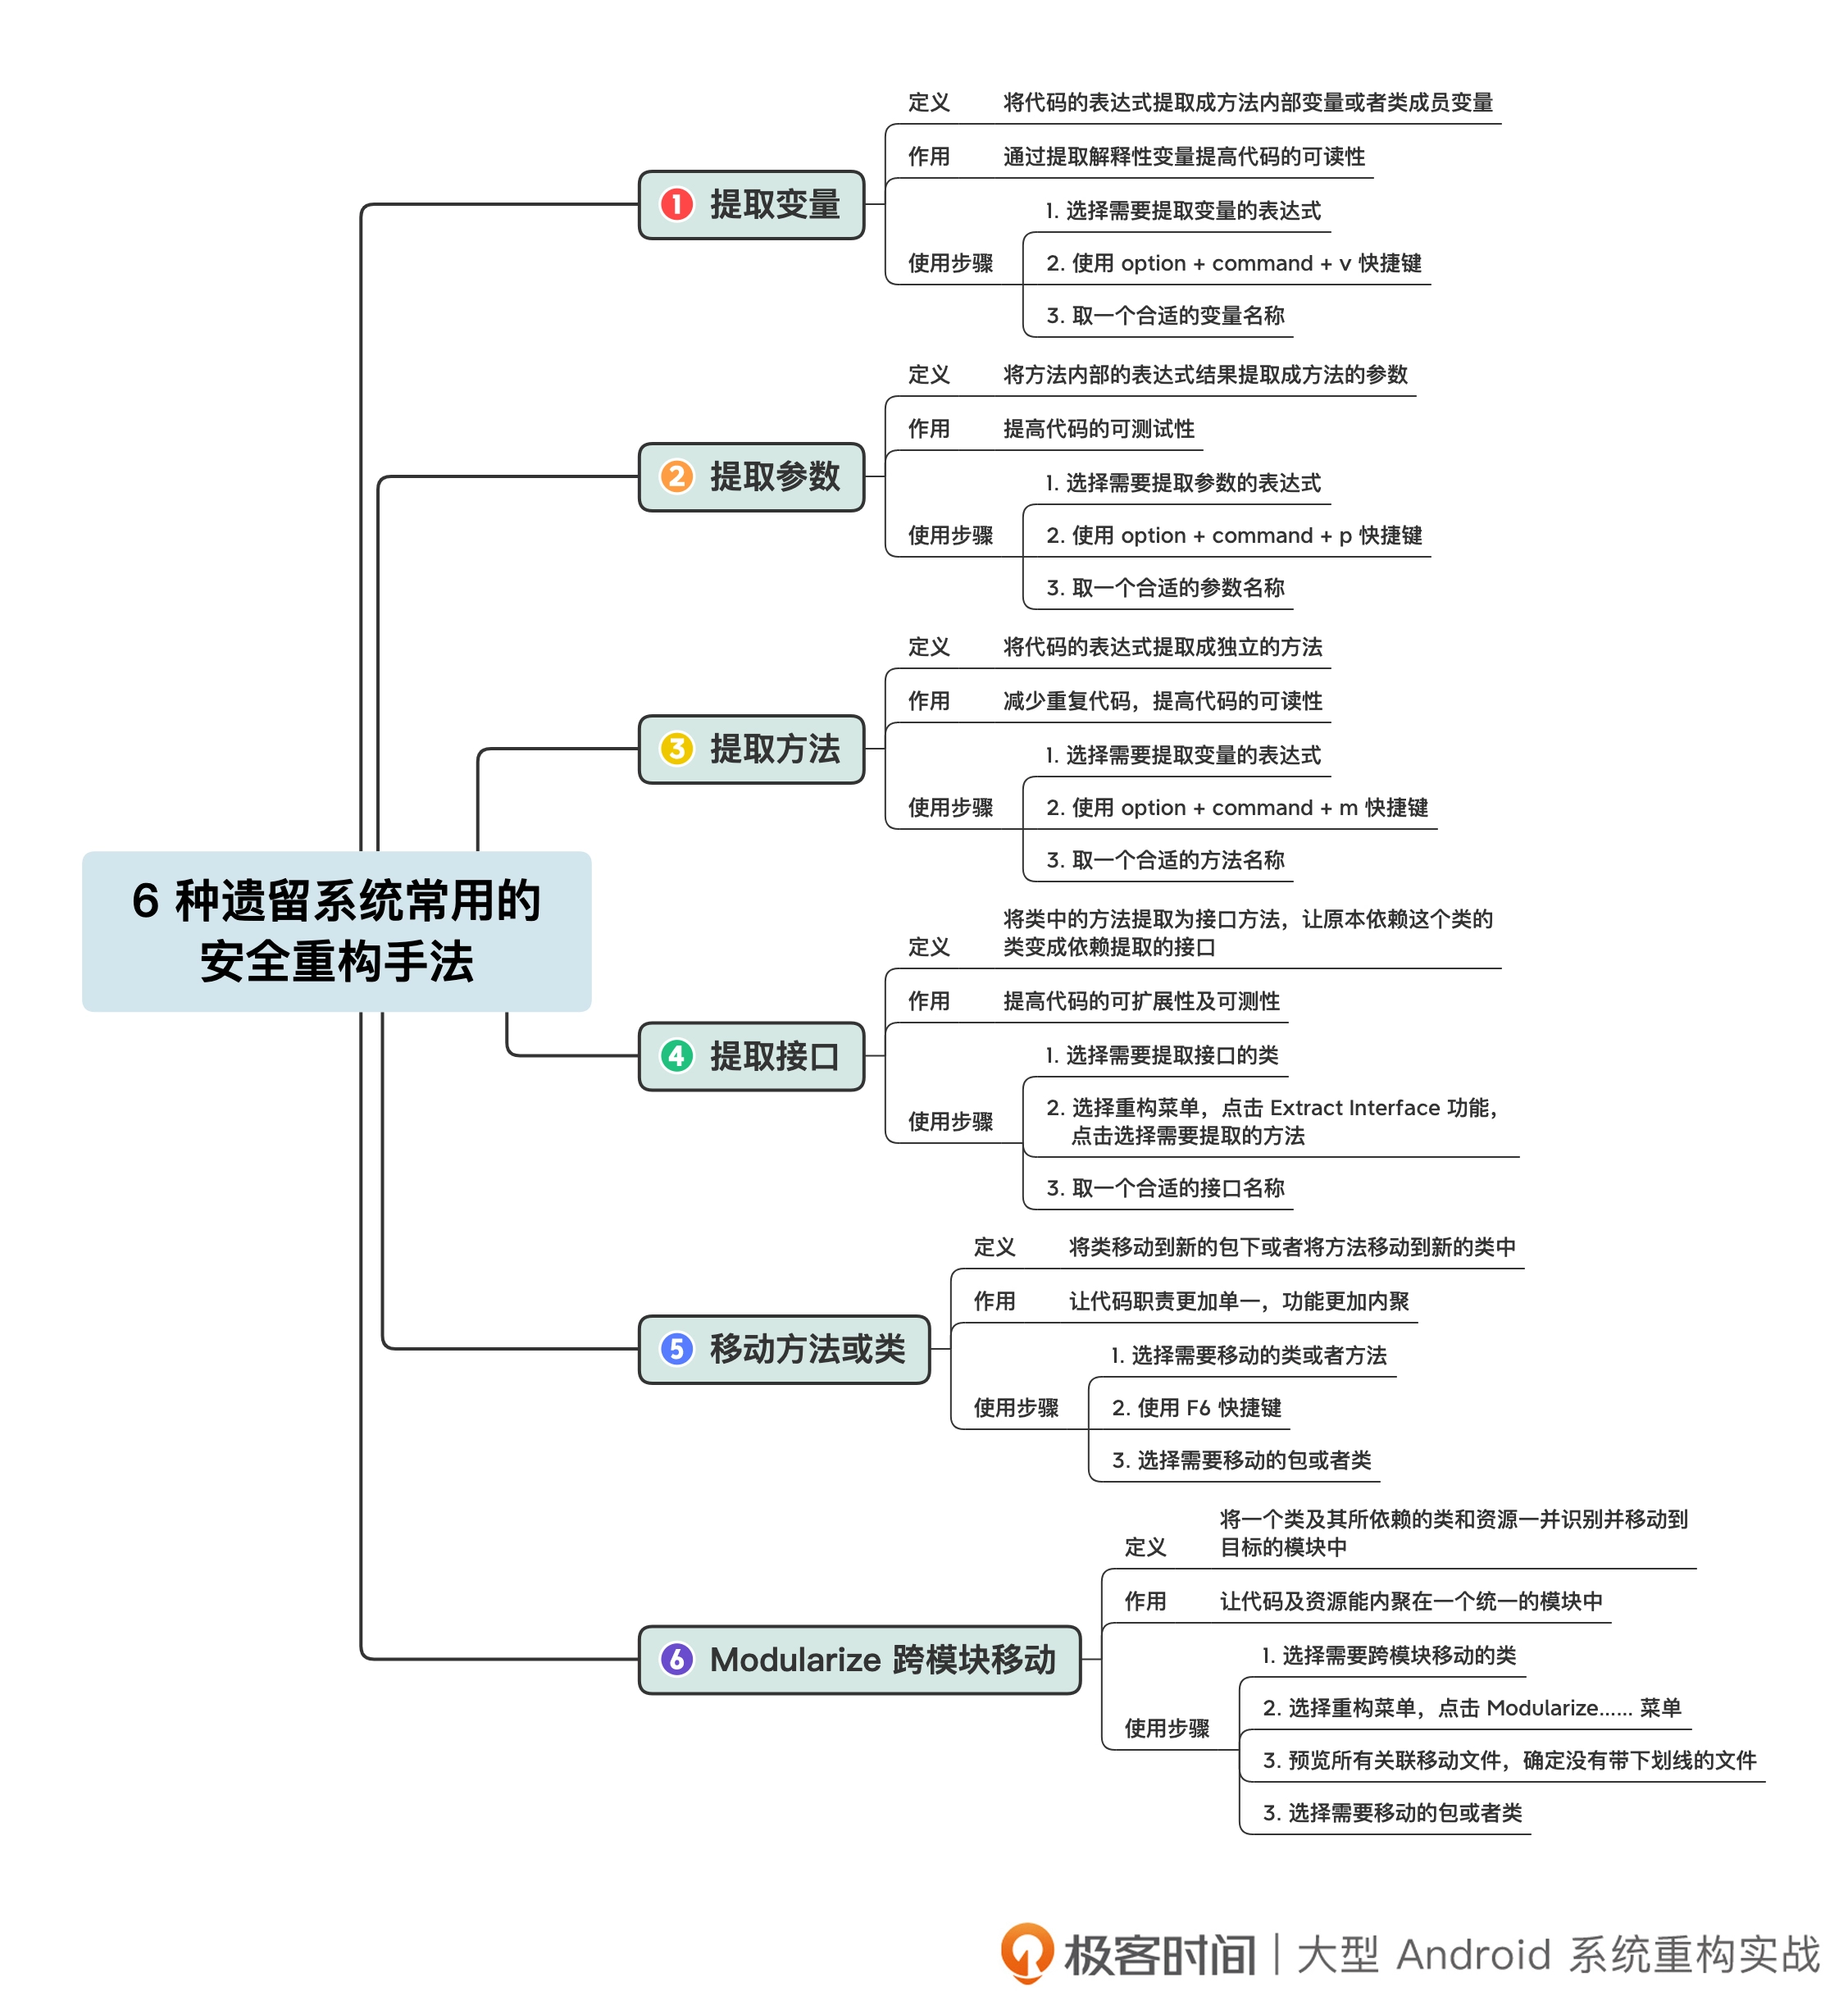 6 种遗留系统常用的
安全重构手法
1 提取变量
定义 将代码的表达式提取成方法内部变量或者类成员变量
作用 通过提取解释性变量提高代码的可读性
使用步骤
1. 选择需要提取变量的表达式
2. 使用 option + command + v 快捷键
3. 取一个合适的变量名称
2 提取参数
定义 将方法内部的表达式结果提取成方法的参数
作用 提高代码的可测试性
使用步骤
1. 选择需要提取参数的表达式
2. 使用 option + command + p 快捷键
3. 取一个合适的参数名称
3 提取方法
定义 将代码的表达式提取成独立的方法
作用 减少重复代码，提高代码的可读性
使用步骤
1. 选择需要提取变量的表达式
2. 使用 option + command + m 快捷键
3. 取一个合适的方法名称
4 提取接口
定义 将类中的方法提取为接口方法，让原本依赖这个类的
类变成依赖提取的接口
作用 提高代码的可扩展性及可测性
使用步骤
1. 选择需要提取接口的类
2. 选择重构菜单，点击 Extract Interface 功能，
点击选择需要提取的方法
3. 取一个合适的接口名称
5 移动方法或类
定义 将类移动到新的包下或者将方法移动到新的类中
作用 让代码职责更加单一，功能更加内聚
使用步骤
1. 选择需要移动的类或者方法
2. 使用 F6 快捷键
3. 选择需要移动的包或者类
6 Modularize 跨模块移动
定义 将一个类及其所依赖的类和资源一并识别并移动到
目标的模块中
作用 让代码及资源能内聚在一个统一的模块中
使用步骤
1. 选择需要跨模块移动的类
2. 选择重构菜单，点击 Modularize...... 菜单
3. 预览所有关联移动文件，确定没有带下划线的文件
3. 选择需要移动的包或者类
极客时间 | 大型 Android 系统重构实战